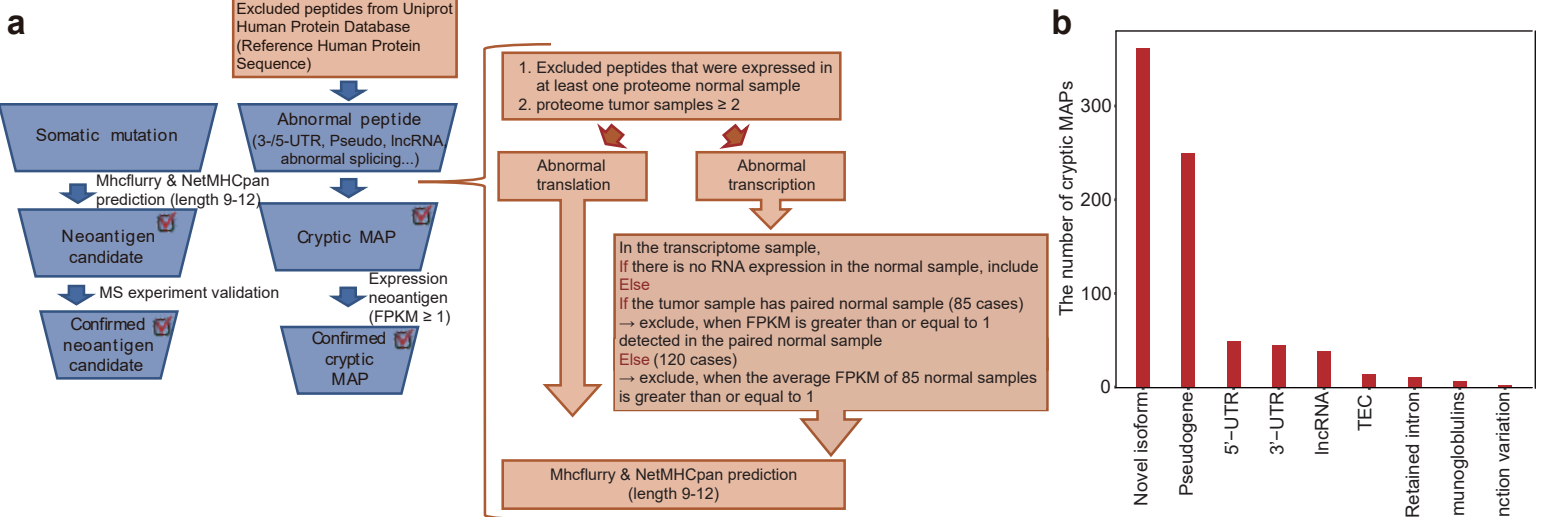 a
Excluded peptides from Uniprot
Human Protein Database
(Reference Human Protein
Sequence)
Somatic mutation
Abnormal peptide
(3-/5-UTR, Pseudo, lncRNA,
abnormal splicing...)
Mhcflurry & NetMHCpan
prediction (length 9-12)
Neoantigen
candidate
Cryptic MAP
MS experiment validation
Expression
neoantigen
(FPKM ≥ 1)
Confirmed
neoantigen
candidate
Confirmed
cryptic
MAP
1. Excluded peptides that were expressed in
at least one proteome normal sample
2. proteome tumor samples ≥ 2
Abnormal
translation
Abnormal
transcription
In the transcriptome sample,
If there is no RNA expression in the normal sample, include
Else
If the tumor sample has paired normal sample (85 cases)
→ exclude, when FPKM is greater than or equal to 1
detected in the paired normal sample
Else (120 cases)
→ exclude, when the average FPKM of 85 normal samples
is greater than or equal to 1
Mhcflurry & NetMHCpan prediction
(length 9-12)
b
The number of cryptic MAPs
300
200
100
0
Novel isoform
Pseudogene
5'−UTR
3'−UTR
lncRNA
TEC
Retained intron
munogloblulins
nction variation